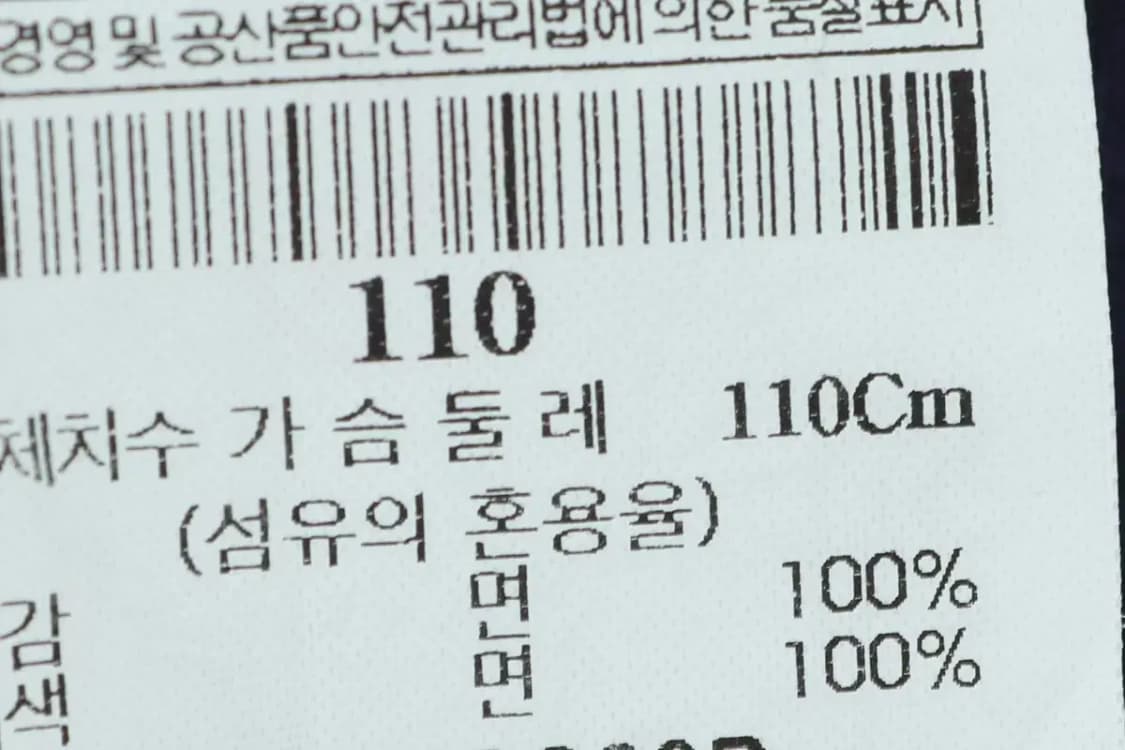 경영 및 공산품안전관리법에 의한 품질표시
110
체치수 가 슴 둘 레 110Cm
(섬유의 혼용율)
감 면 100%
색 면 100%